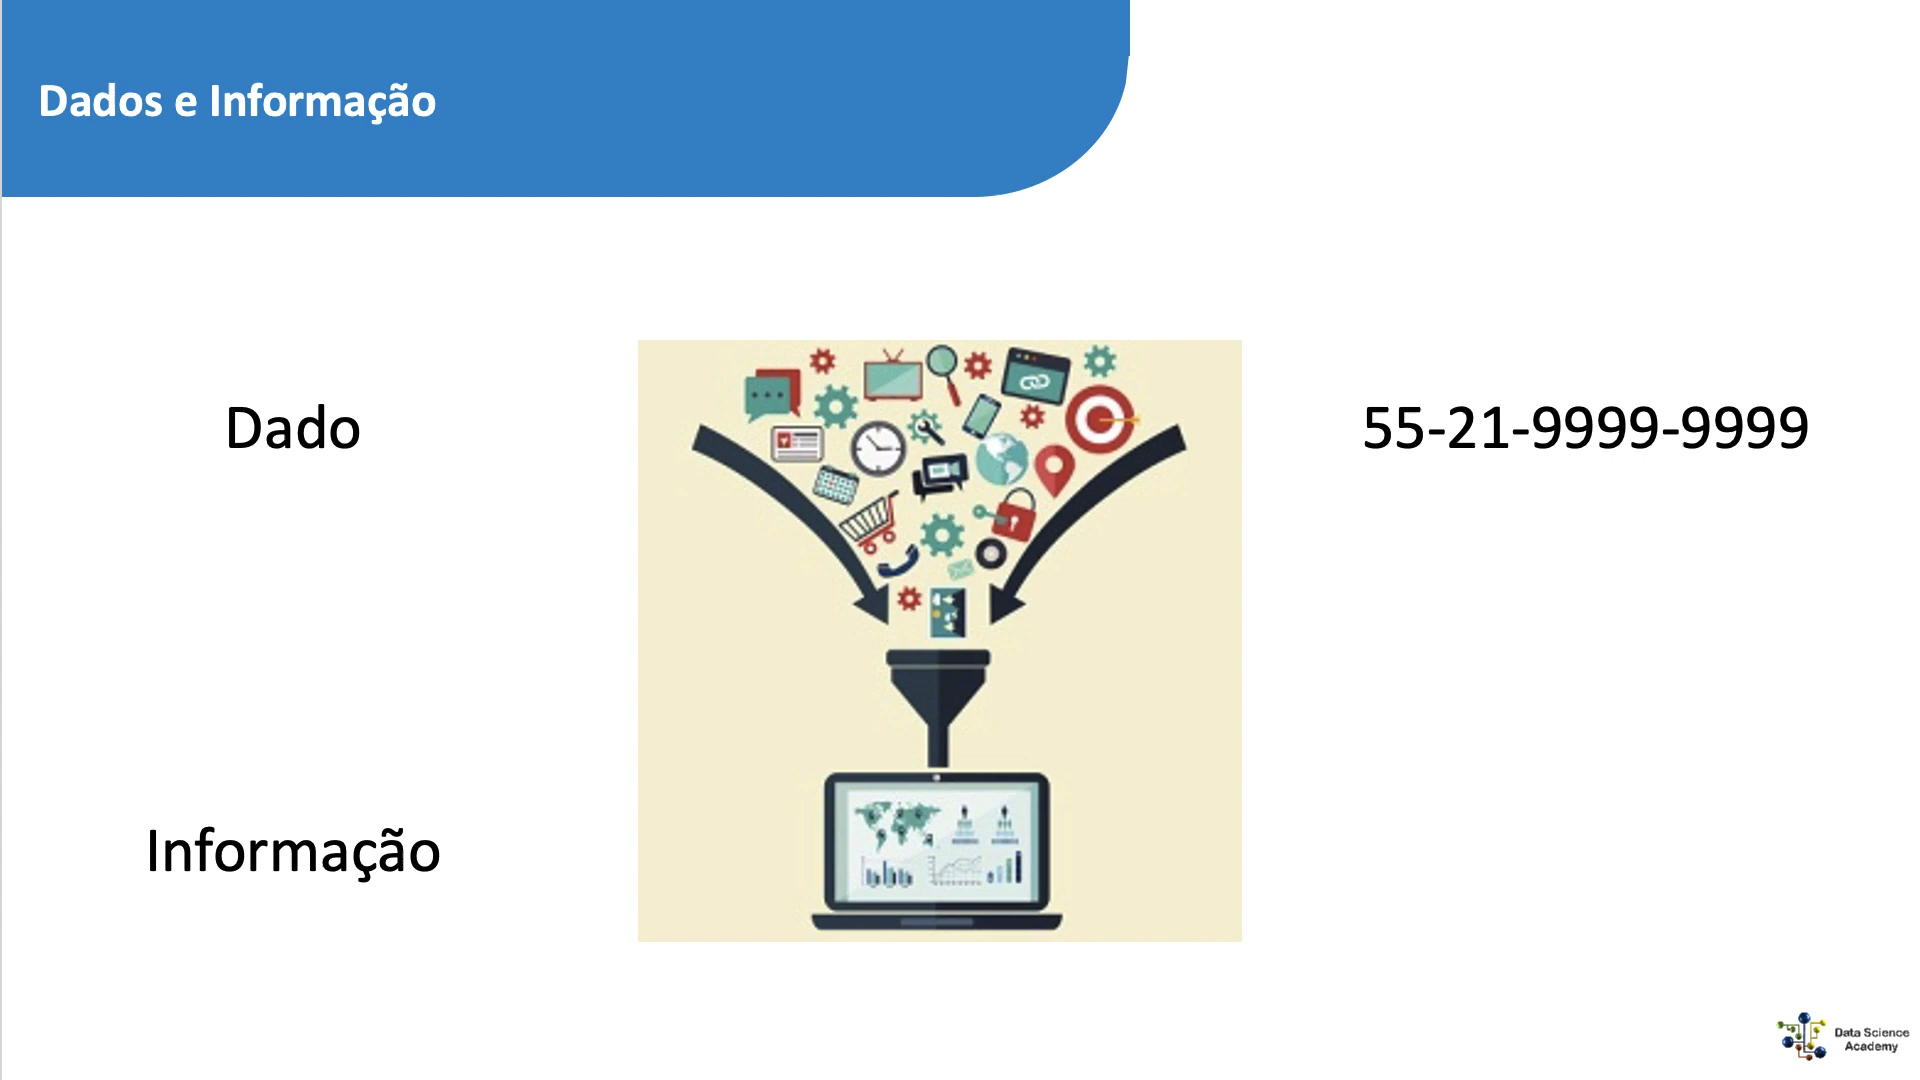 Dados e Informação
Dado
55-21-9999-9999
Informação
Data Science
Academy